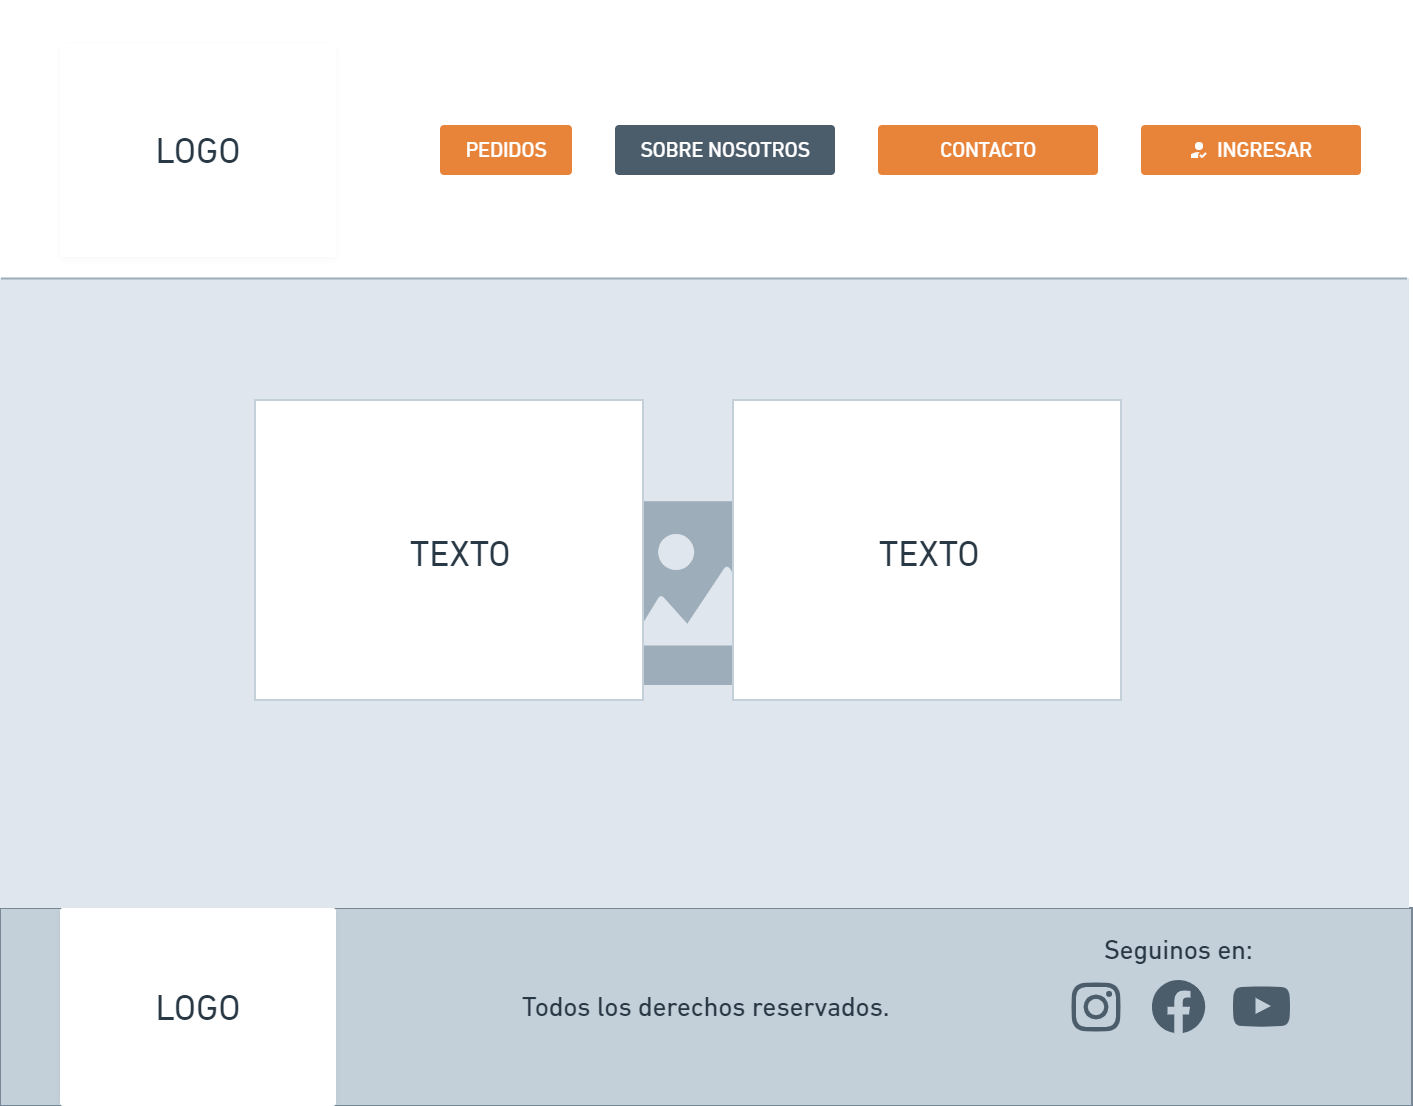 LOGO
PEDIDOS
SOBRE NOSOTROS
CONTACTO
INGRESAR
TEXTO
TEXTO
LOGO
Todos los derechos reservados.
Seguinos en: